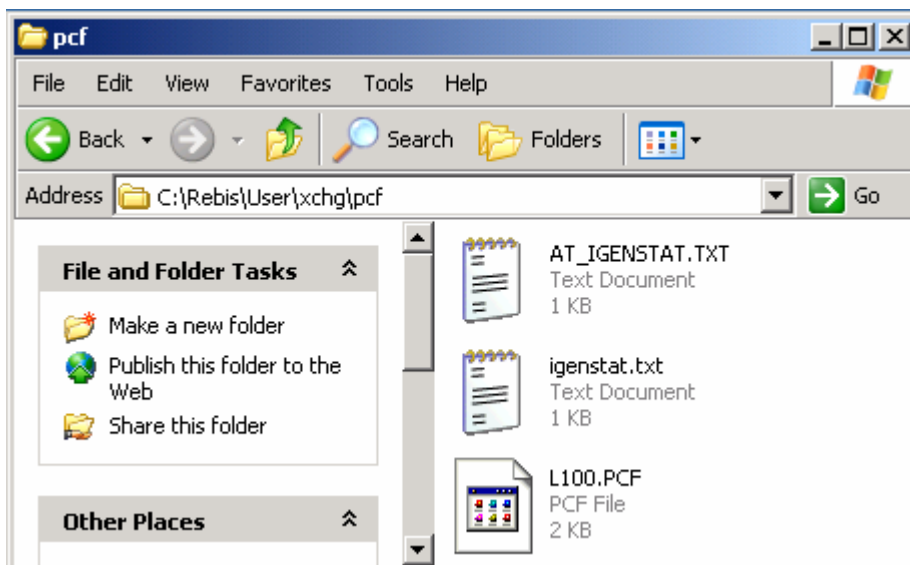 pcf
File Edit View Favorites Tools Help
Back Search Folders
Address C:\Rebis\User\xchg\pcf Go
File and Folder Tasks
Make a new folder
Publish this folder to the
Web
Share this folder
Other Places
AT_IGENSTAT.TXT
Text Document
1 KB
igenstat.txt
Text Document
1 KB
L100.PCF
PCF File
2 KB